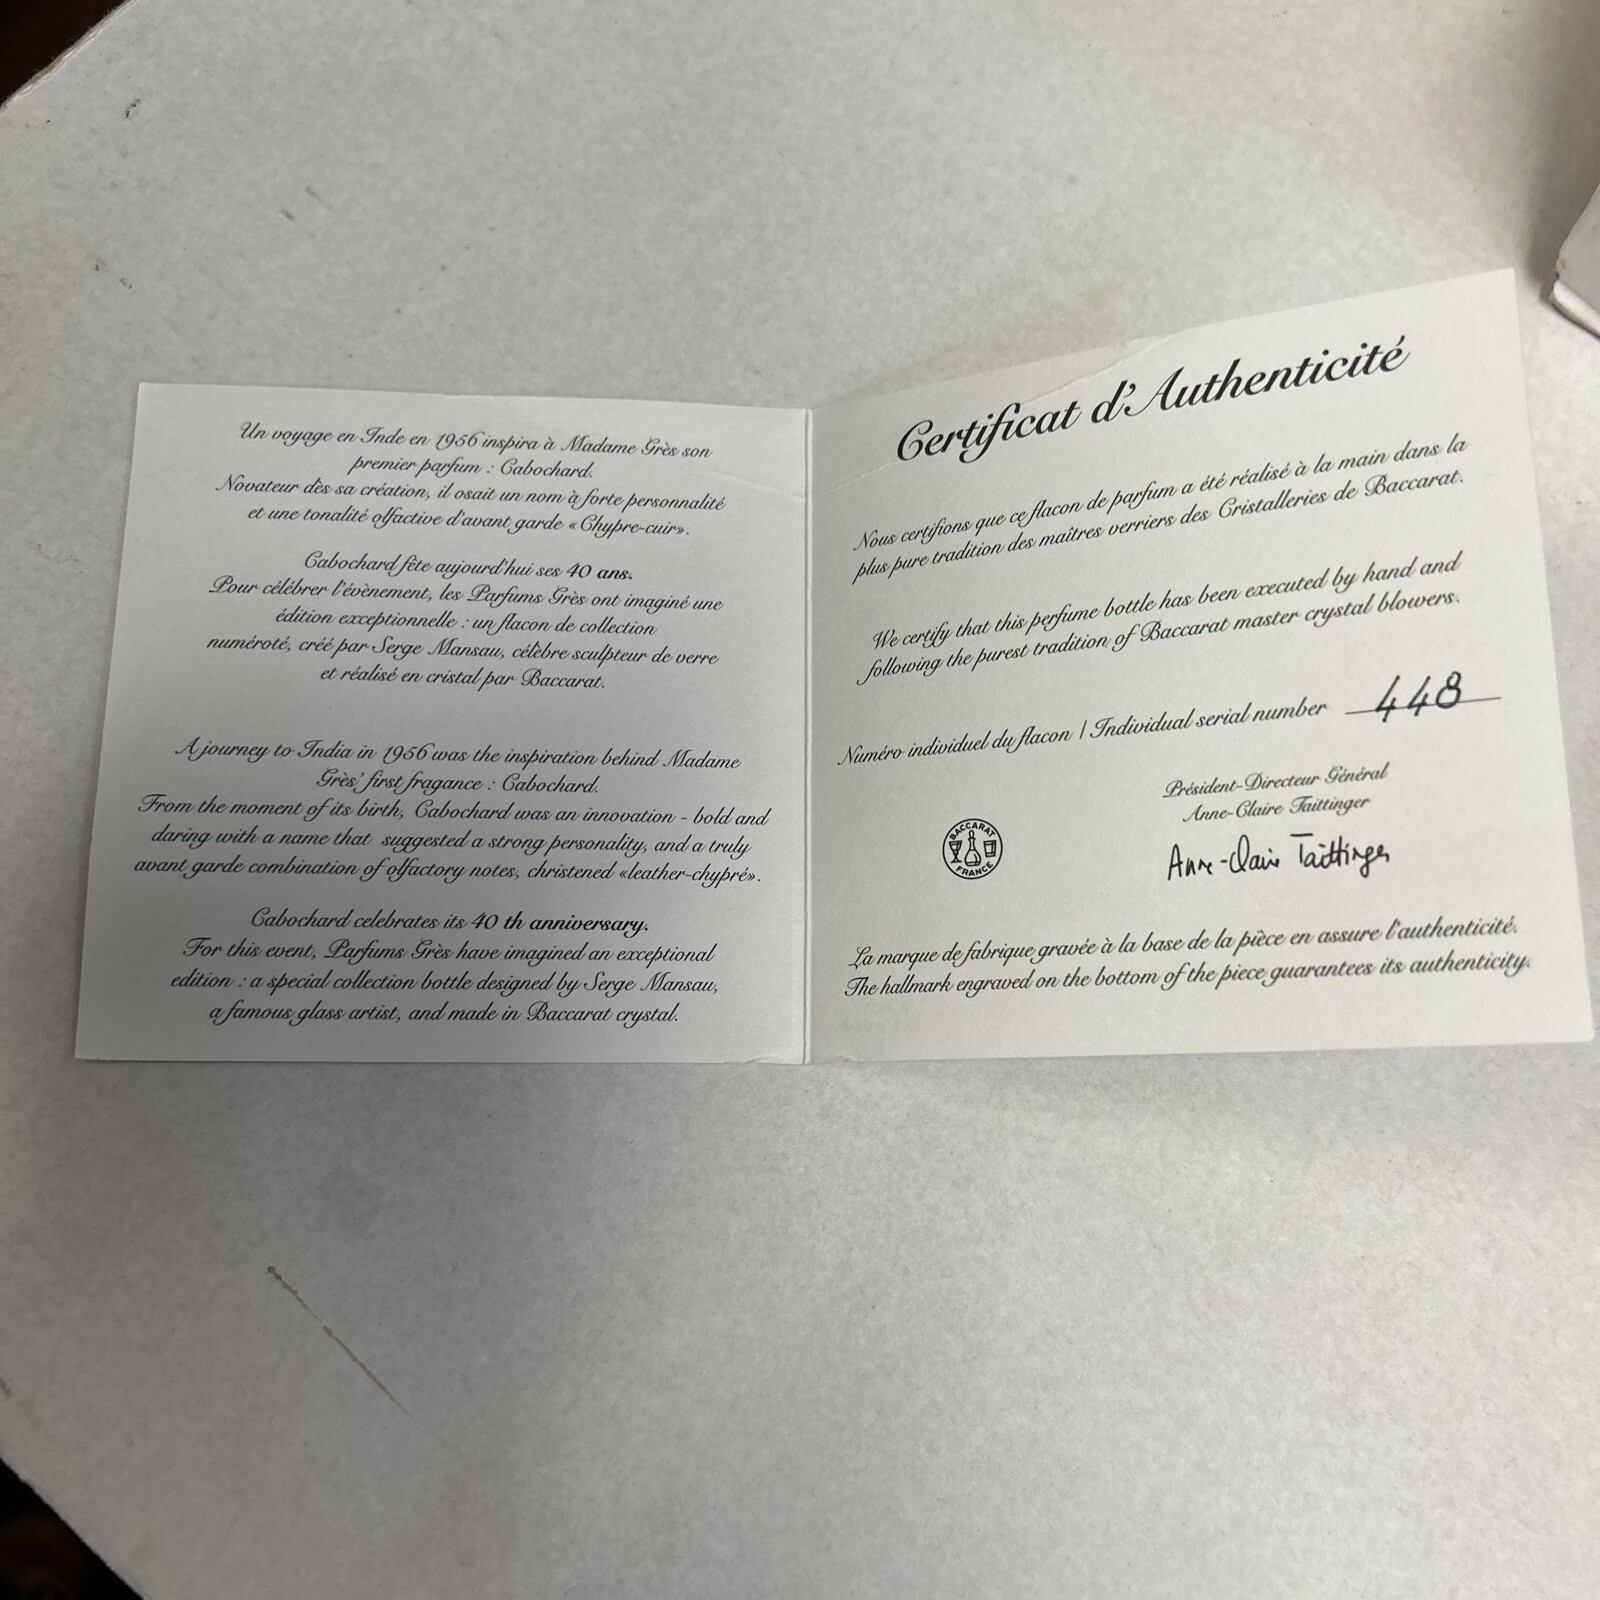 Un voyage en Inde en 1956 inspira à Madame Grès son
premier parfum : Cabochard.
Novateur dès sa création, il osait un nom à forte personnalité
et une tonalité olfactive d'avant garde «Chypre-cuir».
Cabochard fête aujourd'hui ses 40 ans.
Pour célébrer l'évènement, les Parfums Grès ont imaginé une
édition exceptionnelle : un flacon de collection
numéroté, créé par Serge Mansau, célèbre sculpteur de verre
et réalisé en cristal par Baccarat.
A journey to India in 1956 was the inspiration behind Madame
Grès' first fragance : Cabochard.
From the moment of its birth, Cabochard was an innovation - bold and
daring with a name that suggested a strong personality, and a truly
avant garde combination of olfactory notes, christened «leather-chypré».
Cabochard celebrates its 40 th anniversary.
For this event, Parfums Grès have imagined an exceptional
edition : a special collection bottle designed by Serge Mansau,
a famous glass artist, and made in Baccarat crystal.
Certificat d'Authenticité
Nous certifions que ce flacon de parfum a été réalisé à la main dans la
plus pure tradition des maîtres verriers des Cristalleries de Baccarat.
We certify that this perfume bottle has been executed by hand and
following the purest tradition of Baccarat master crystal blowers.
Numéro individuel du flacon / Individual serial number 448
Président-Directeur Général
Anne-Claire Taittinger
Anne-Claire Taittinger
BACCARAT
FRANCE
La marque de fabrique gravée à la base de la pièce en assure l'authenticité.
The hallmark engraved on the bottom of the piece guarantees its authenticity.